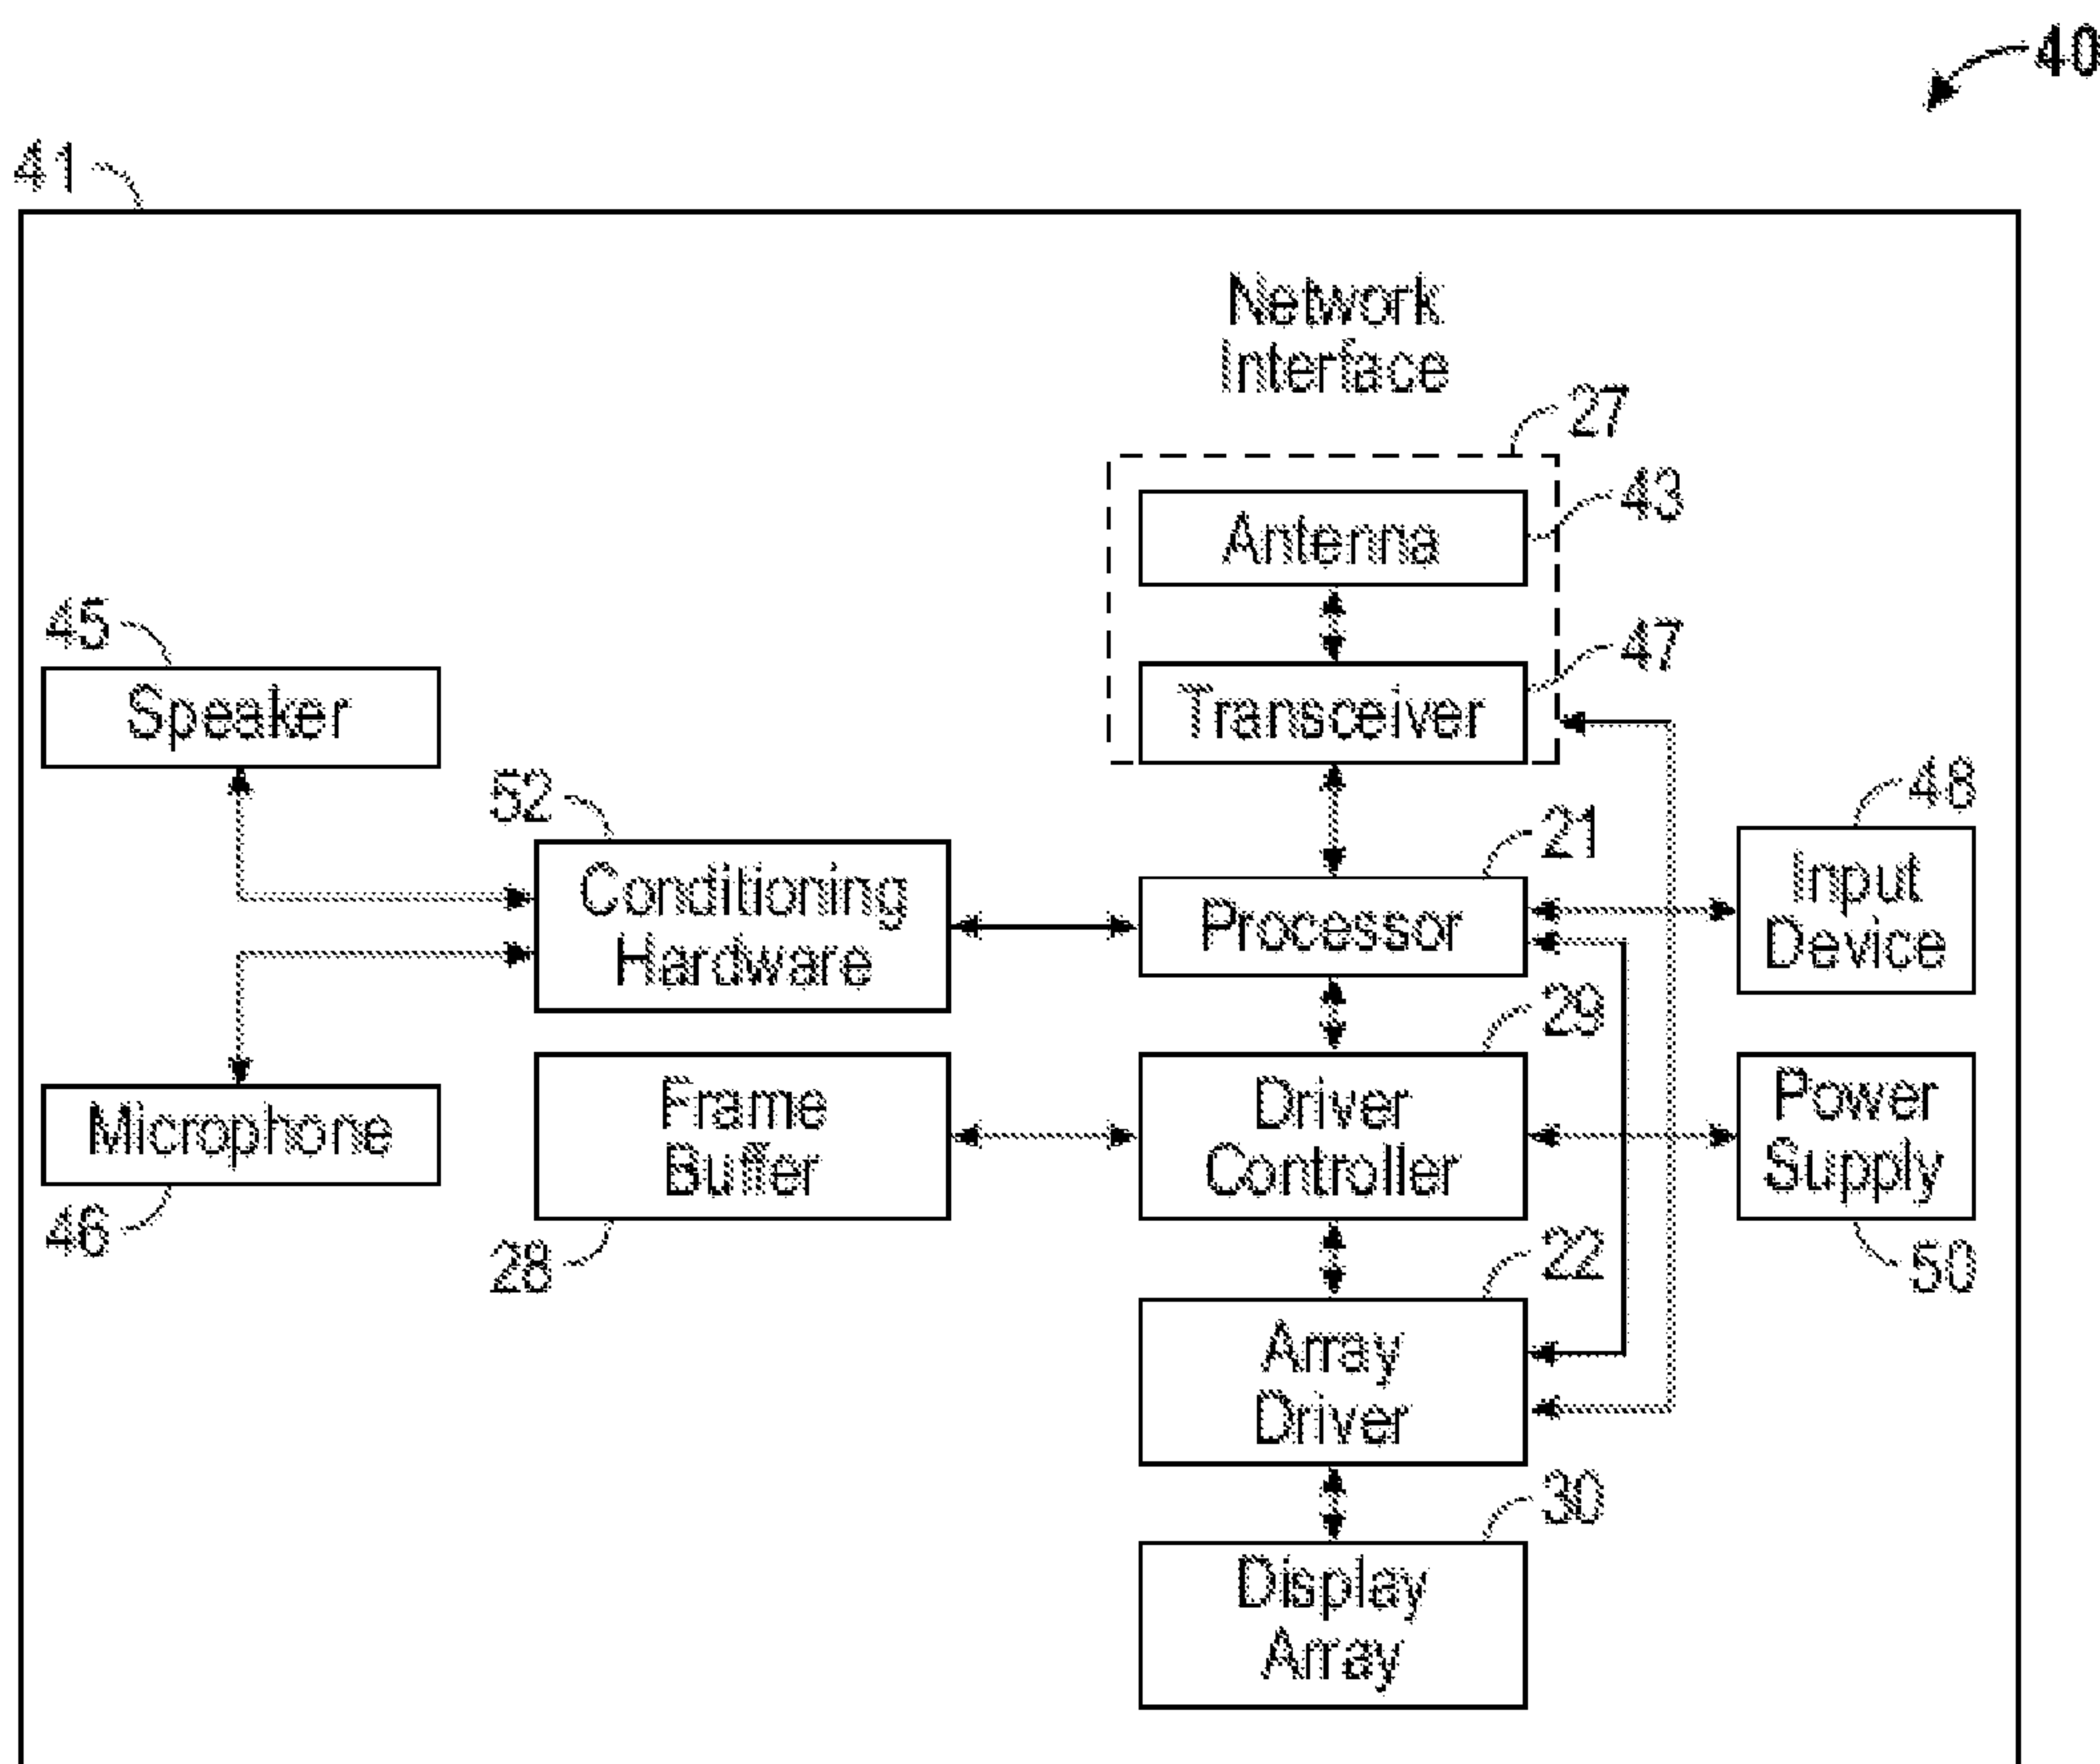 40
41
Network
Interface
27
Antenna
43
45
Speaker
Transceiver
47
52
Conditioning
Hardware
21
Processor
48
Input
Device
Microphone
46
Frame
Buffer
28
29
Driver
Controller
Power
Supply
50
22
Array
Driver
30
Display
Array